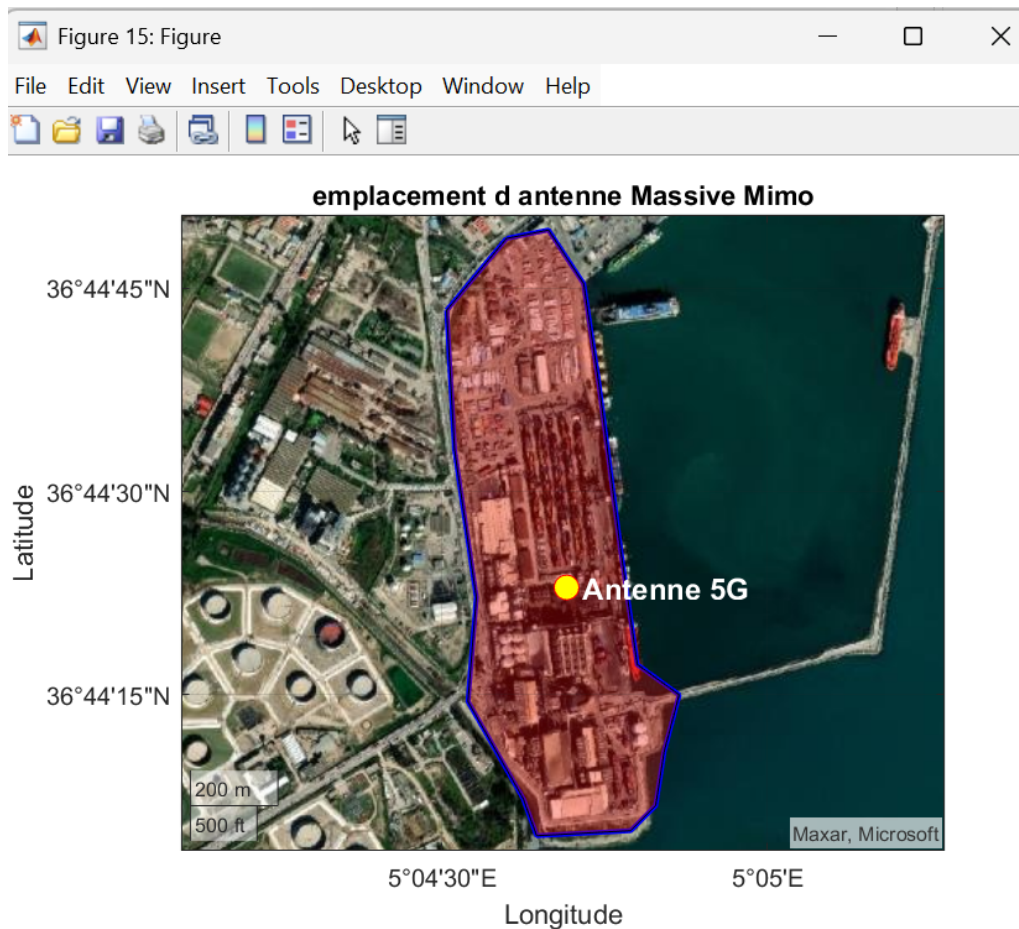 Figure 15: Figure
File Edit View Insert Tools Desktop Window Help
emplacement d antenne Massive Mimo
36°44'45"N
36°44'30"N
Latitude
Antenne 5G
36°44'15"N
200 m
500 ft
Maxar, Microsoft
5°04'30"E 5°05'E
Longitude